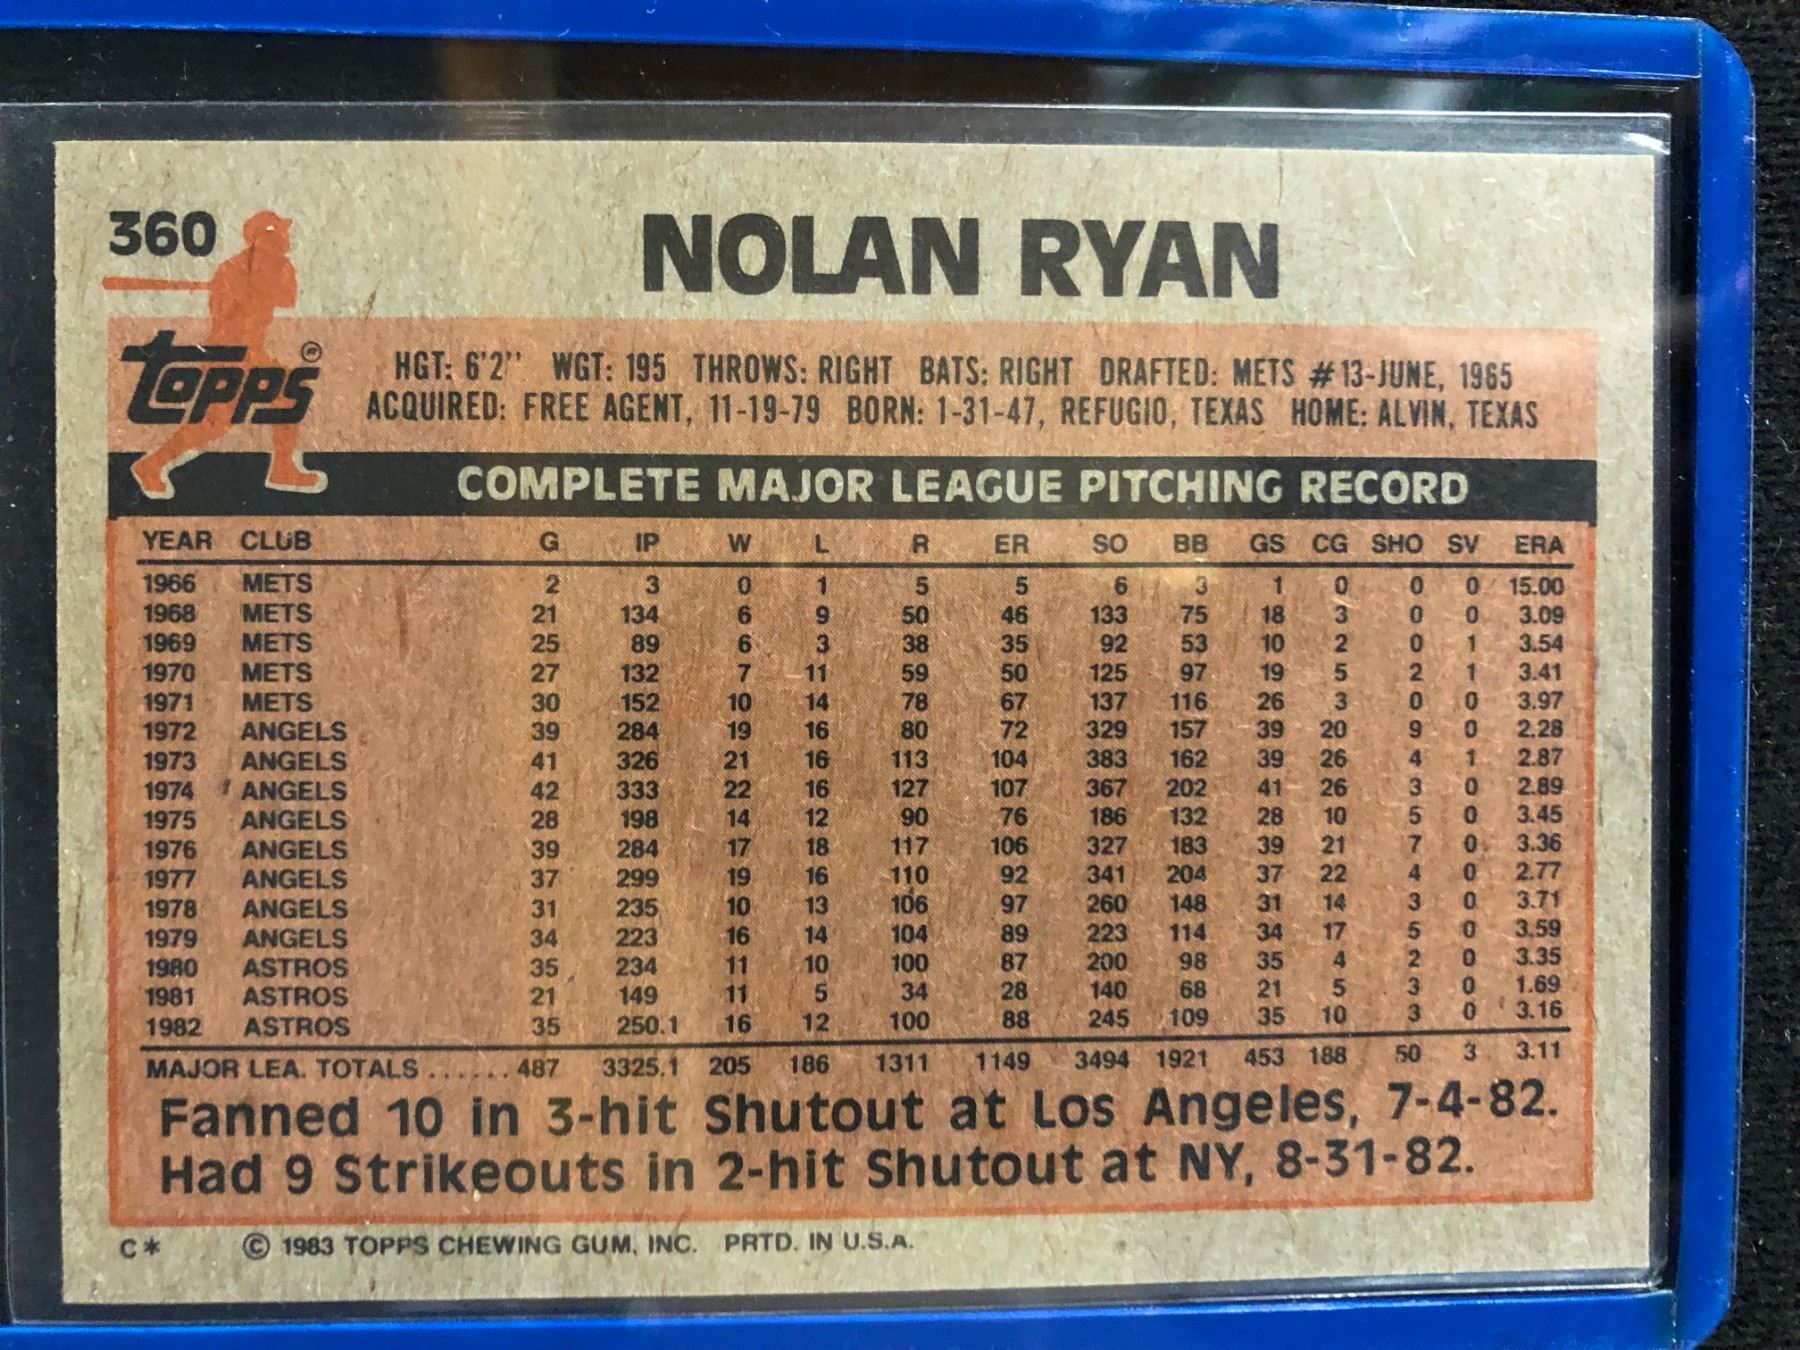 360
NOLAN RYAN
Topps®
HGT: 6'2" WGT: 195 THROWS: RIGHT BATS: RIGHT DRAFTED: METS #13-JUNE, 1965
ACQUIRED: FREE AGENT, 11-19-79 BORN: 1-31-47, REFUGIO, TEXAS HOME: ALVIN, TEXAS
COMPLETE MAJOR LEAGUE PITCHING RECORD
YEAR CLUB G IP W L R ER SO BB GS CG SHO SV ERA
1966 METS 2 3 0 1 5 5 6 3 1 0 0 0 15.00
1968 METS 21 134 6 9 50 46 133 75 18 3 0 0 3.09
1969 METS 25 89 6 3 38 35 92 53 10 2 0 1 3.54
1970 METS 27 132 7 11 59 50 125 97 19 5 2 1 3.41
1971 METS 30 152 10 14 78 67 137 116 26 3 0 0 3.97
1972 ANGELS 39 284 19 16 80 72 329 157 39 20 9 0 2.28
1973 ANGELS 41 326 21 16 113 104 383 162 39 26 4 1 2.87
1974 ANGELS 42 333 22 16 127 107 367 202 41 26 3 0 2.89
1975 ANGELS 28 198 14 12 90 76 186 132 28 10 5 0 3.45
1976 ANGELS 39 284 17 18 117 106 327 183 39 21 7 0 3.36
1977 ANGELS 37 299 19 16 110 92 341 204 37 22 4 0 2.77
1978 ANGELS 31 235 10 13 106 97 260 148 31 14 3 0 3.71
1979 ANGELS 34 223 16 14 104 89 223 114 34 17 5 0 3.59
1980 ASTROS 35 234 11 10 100 87 200 98 35 4 2 0 3.35
1981 ASTROS 21 149 11 5 34 28 140 68 21 5 3 0 1.69
1982 ASTROS 35 250.1 16 12 100 88 245 109 35 10 3 0 3.16
MAJOR LEA. TOTALS ...... 487 3325.1 205 186 1311 1149 3494 1921 453 188 50 3 3.11
Fanned 10 in 3-hit Shutout at Los Angeles, 7-4-82.
Had 9 Strikeouts in 2-hit Shutout at NY, 8-31-82.
C* © 1983 TOPPS CHEWING GUM, INC. PRTD. IN U.S.A.